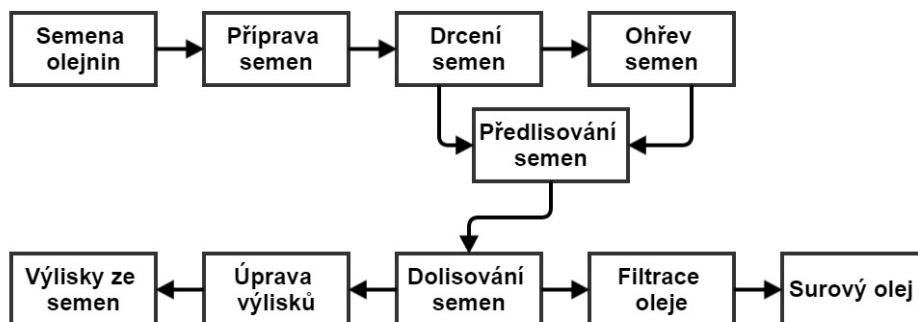 Semena
olejnin
Příprava
semen
Drcení
semen
Ohřev
semen
Předlisování
semen
Výlisky ze
semen
Úprava
výlisků
Dolisování
semen
Filtrace
oleje
Surový olej